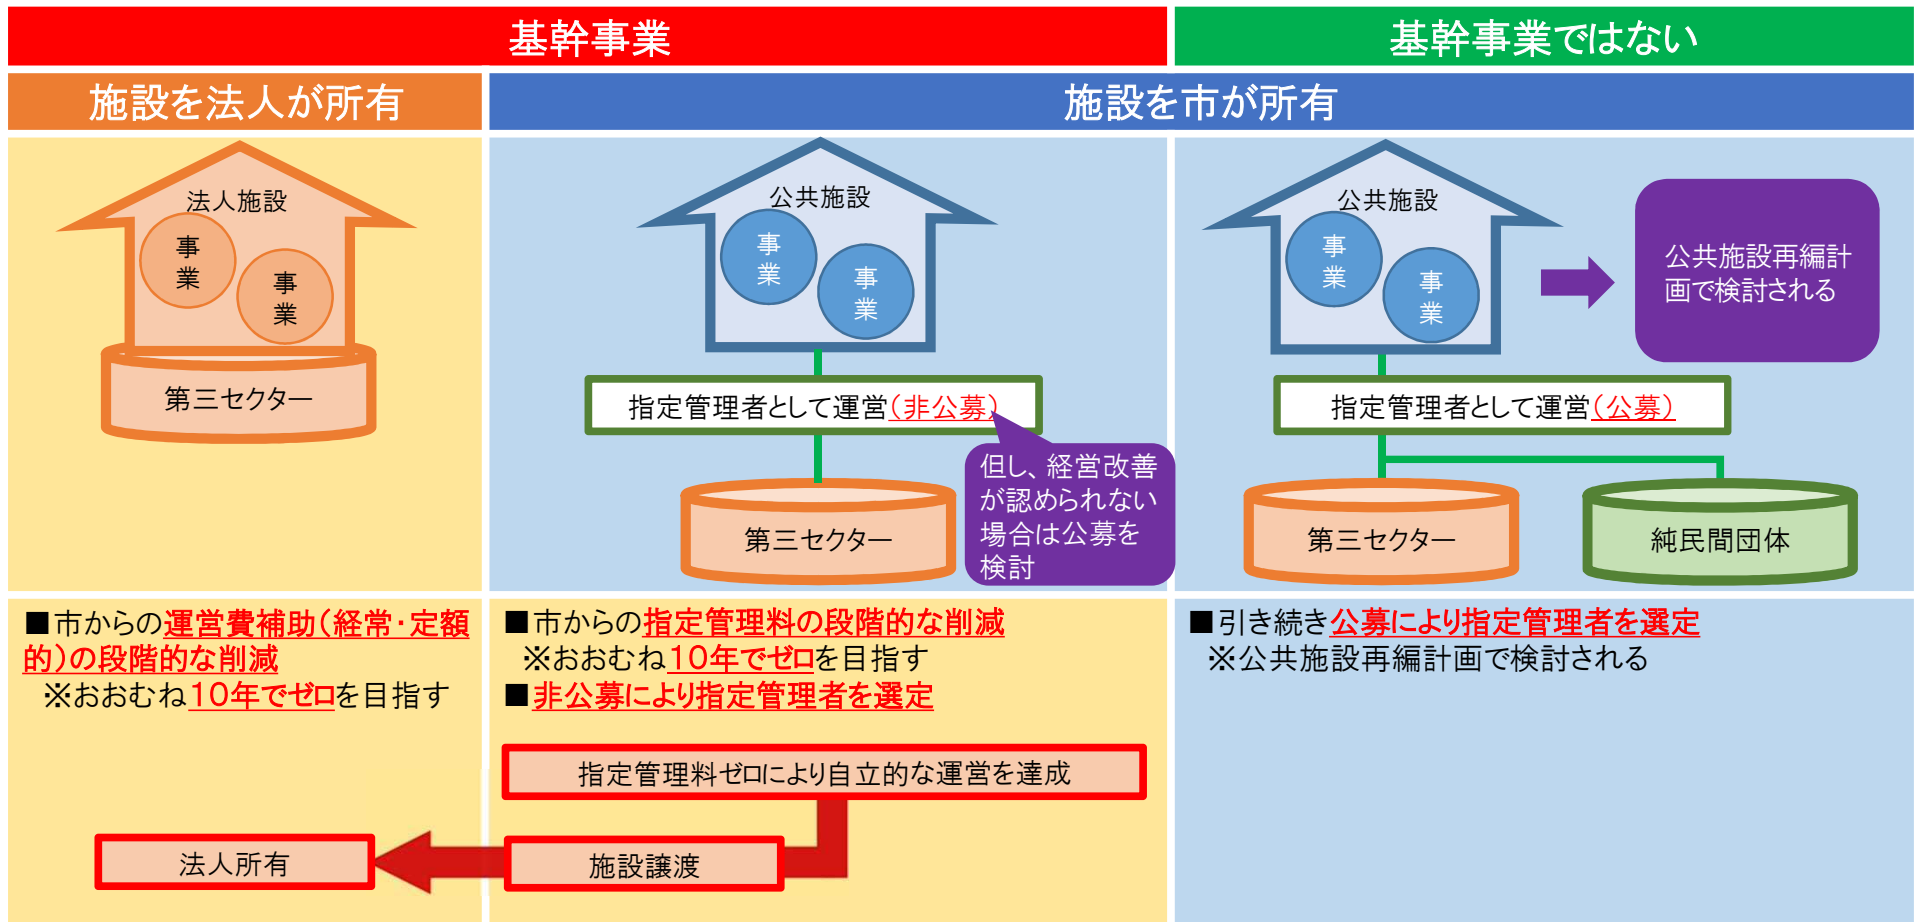 基幹事業
基幹事業ではない
施設を法人が所有
施設を市が所有
法人施設
事業
事業
第三セクター
公共施設
事業
事業
指定管理者として運営(非公募)
但し、経営改善
が認められない
場合は公募を
検討
第三セクター
公共施設
事業
事業
公共施設再編計
画で検討される
指定管理者として運営(公募)
第三セクター
純民間団体
■市からの運営費補助(経常・定額
的)の段階的な削減
※おおむね10年でゼロを目指す
■市からの指定管理料の段階的な削減
※おおむね10年でゼロを目指す
■非公募により指定管理者を選定
指定管理料ゼロにより自立的な運営を達成
法人所有
施設譲渡
■引き続き公募により指定管理者を選定
※公共施設再編計画で検討される